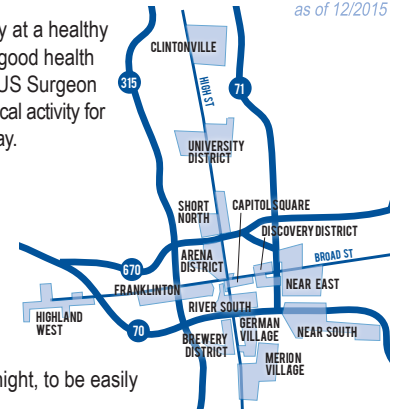 as of 12/2015
y at a healthy
good health
US Surgeon
cal activity for
ay.
CLINTONVILLE
315
HIGH ST
71
UNIVERSITY
DISTRICT
SHORT
NORTH
CAPITOL SQUARE
DISCOVERY DISTRICT
ARENA
DISTRICT
BROAD ST
670
FRANKLINTON
NEAR EAST
HIGHLAND
WEST
RIVER SOUTH
70
BREWERY
DISTRICT
GERMAN
VILLAGE
NEAR SOUTH
MERION
VILLAGE
night, to be easily